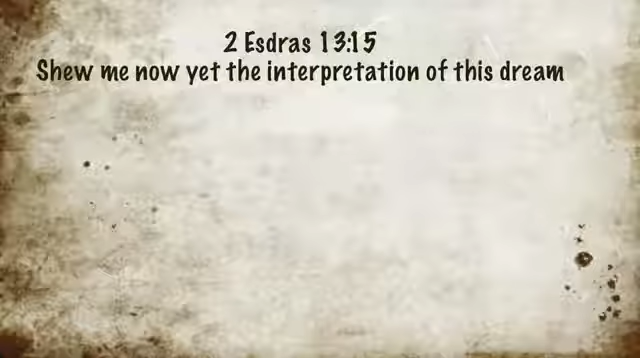 2 Esdras 13:15
Shew me now yet the interpretation of this dream